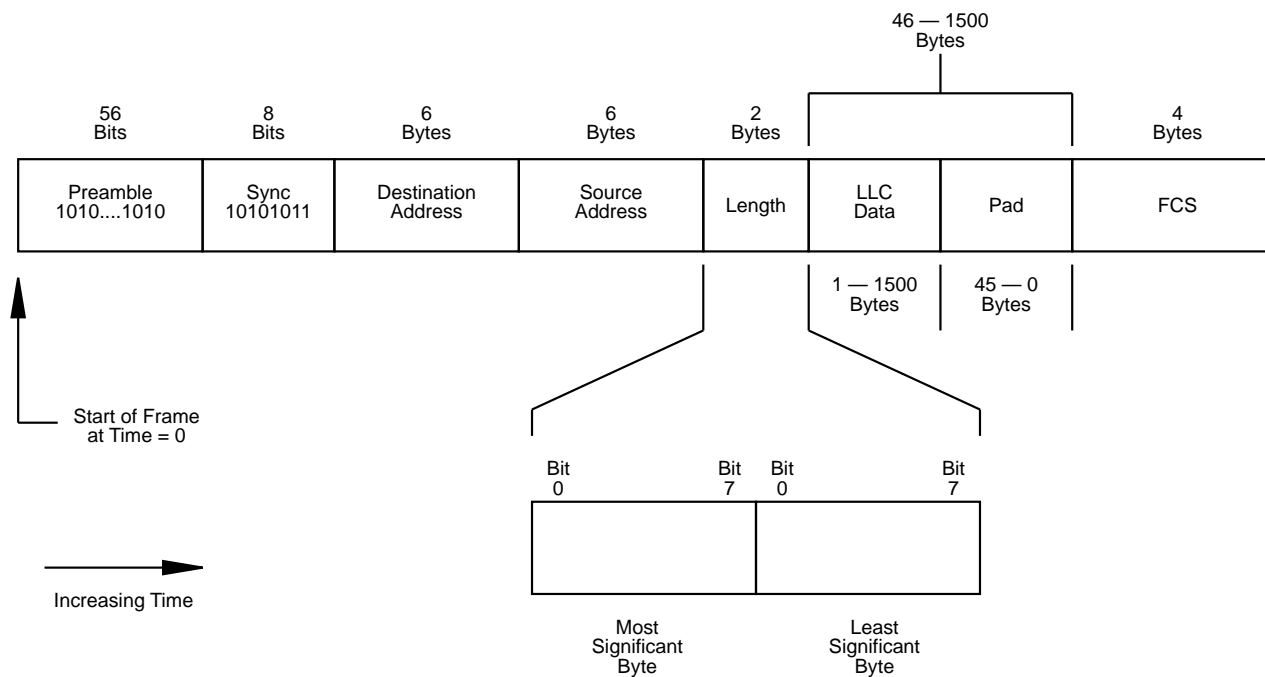 46 — 1500
Bytes
56
Bits
8
Bits
6
Bytes
6
Bytes
2
Bytes
4
Bytes
Preamble
1010....1010
Sync
10101011
Destination
Address
Source
Address
Length
LLC
Data
Pad
FCS
1 — 1500
Bytes
45 — 0
Bytes
Start of Frame
at Time = 0
Bit
0
Bit
7
Bit
0
Bit
7
Increasing Time
Most
Significant
Byte
Least
Significant
Byte